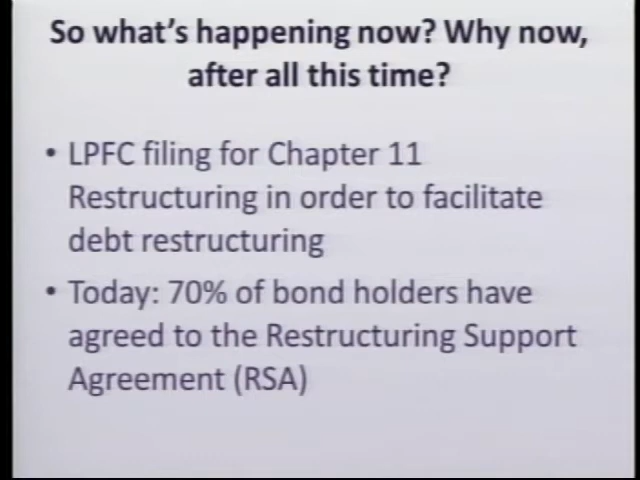 So what’s happening now? Why now,
after all this time?
• LPFC filing for Chapter 11
Restructuring in order to facilitate
debt restructuring
• Today: 70% of bond holders have
agreed to the Restructuring Support
Agreement (RSA)